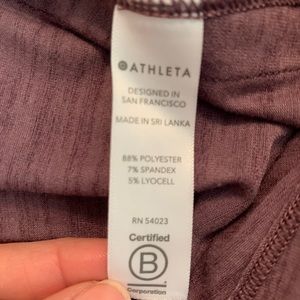 ATHLETA
DESIGNED IN
SAN FRANCISCO
MADE IN SRI LANKA
88% POLYESTER
7% SPANDEX
5% LYOCELL
RN 54023
Certified
B
Corporation